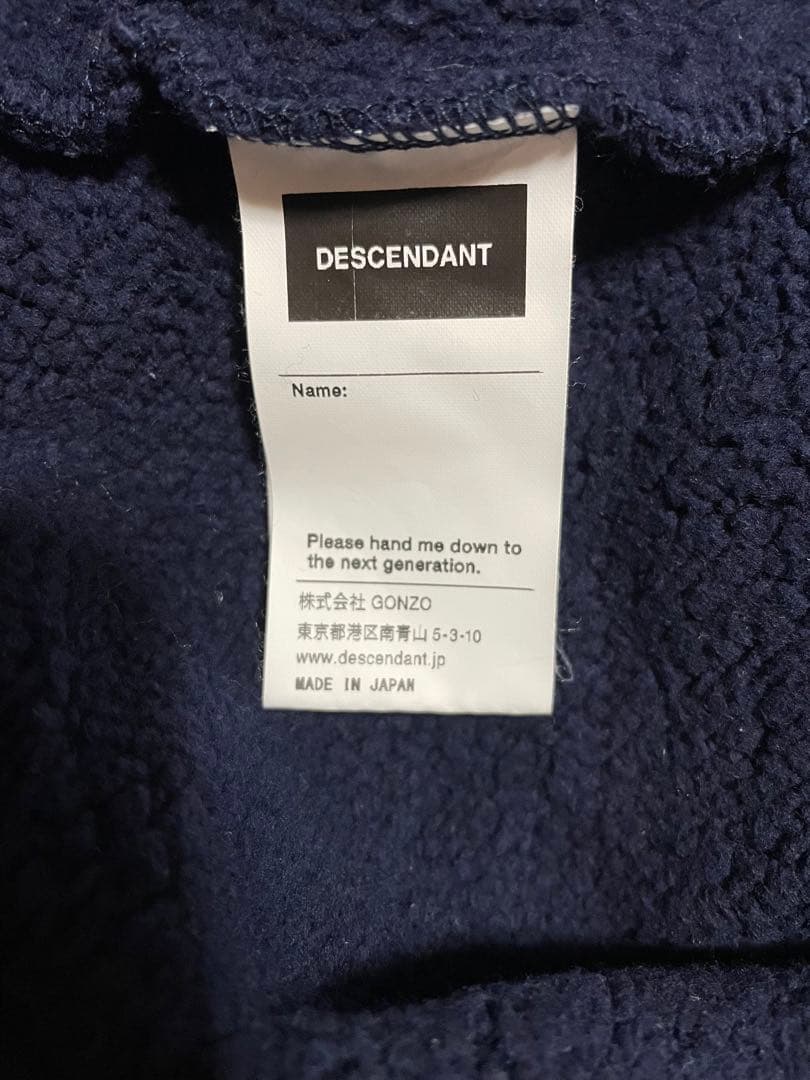 DESCENDANT
Name:
Please hand me down to
the next generation.
株式会社 GONZO
東京都港区南青山 5-3-10
www.descendant.jp
MADE IN JAPAN